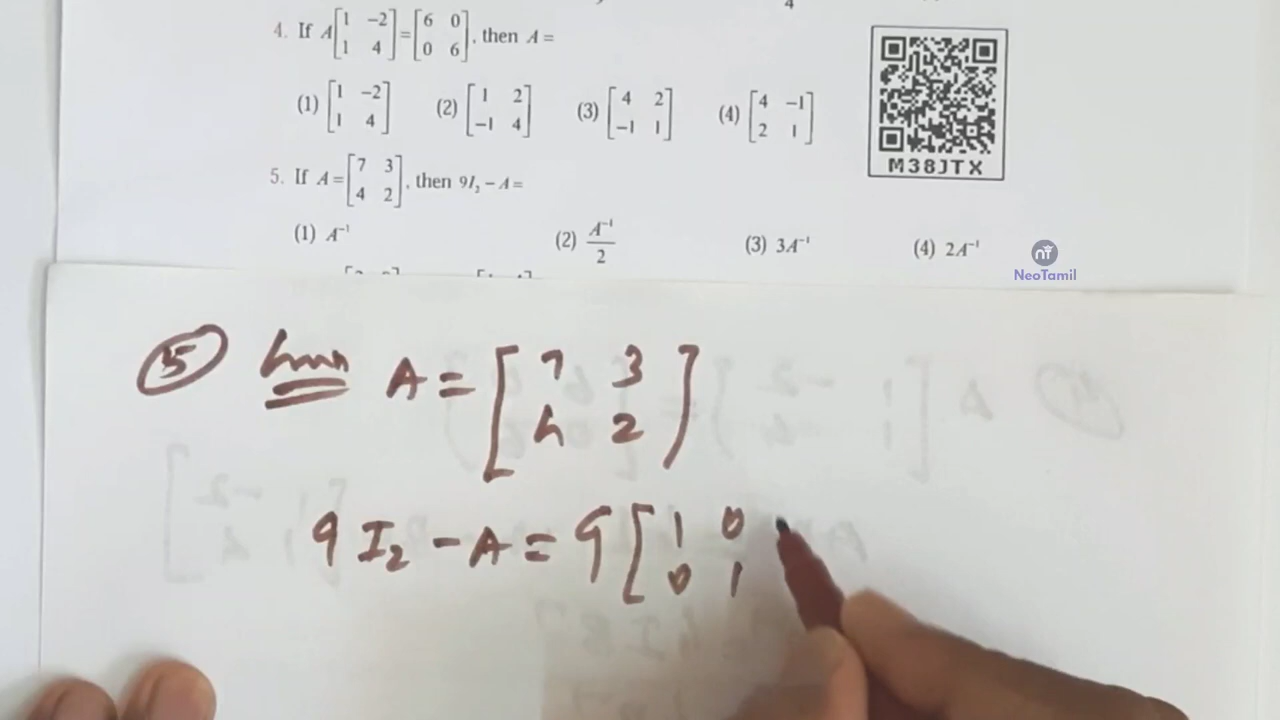 4. If A[1 -2 1 4] = [6 0 0 6], then A =
(1) [1 -2 1 4] (2) [1 2 -1 4] (3) [4 2 -1 1] (4) [4 -1 2 1]
M38JTX
5. If A = [7 3 4 2], then 9I₂ - A =
(1) A⁻¹ (2) A⁻¹/2 (3) 3A⁻¹ (4) 2A⁻¹
nT
NeoTamil
5 A = [7 3 4 2]
9 I₂ - A = 9 [1 0 0 1